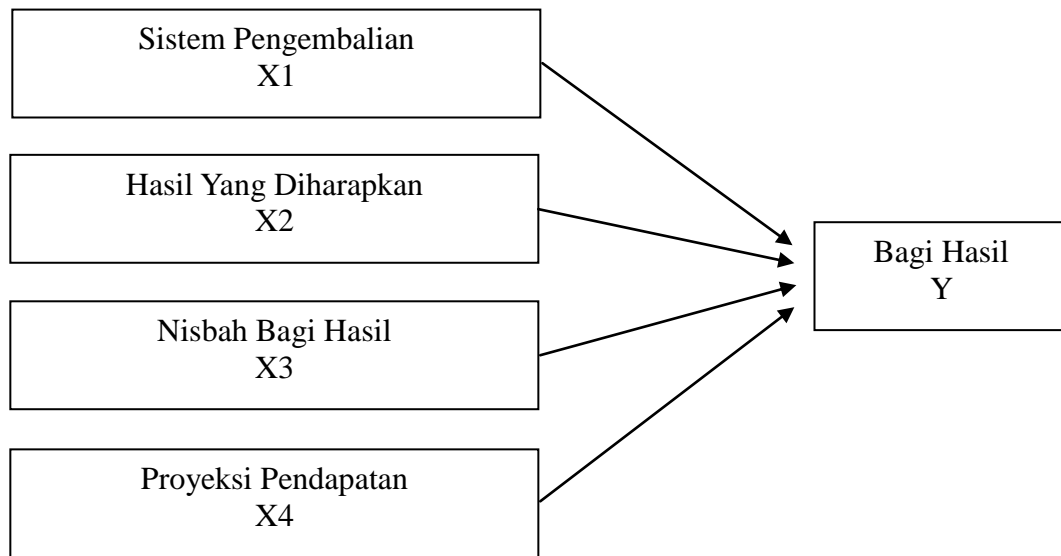 Sistem Pengembalian
X1
Hasil Yang Diharapkan
X2
Nisbah Bagi Hasil
X3
Proyeksi Pendapatan
X4
Bagi Hasil
Y